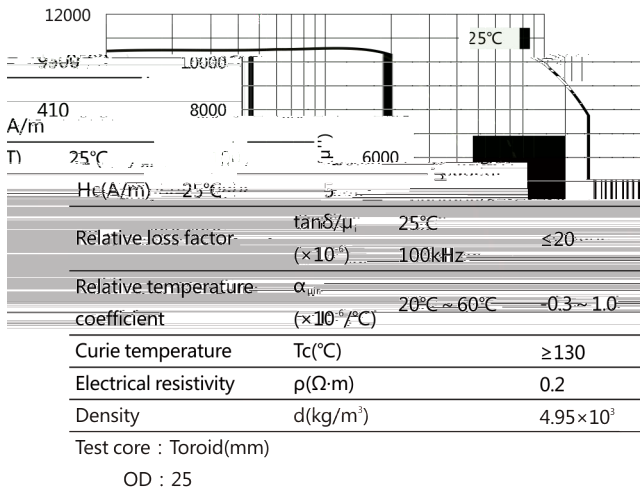 12000
25℃
10000
410 8000
A/m
25℃ 6000
Hc(A/m) 25℃ 5
Relative loss factor tanδ/μi 25℃ ≤20
(×10⁻⁶) 100kHz
Relative temperature αμr 20℃ ~ 60℃ -0.3 ~ 1.0
coefficient (×10⁻⁶/℃)
Curie temperature Tc(℃) ≥130
Electrical resistivity ρ(Ω·m) 0.2
Density d(kg/m³) 4.95×10³
Test core : Toroid(mm)
OD : 25